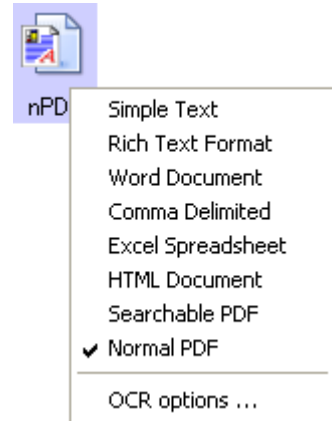 nPD
Simple Text
Rich Text Format
Word Document
Comma Delimited
Excel Spreadsheet
HTML Document
Searchable PDF
Normal PDF
OCR options ...